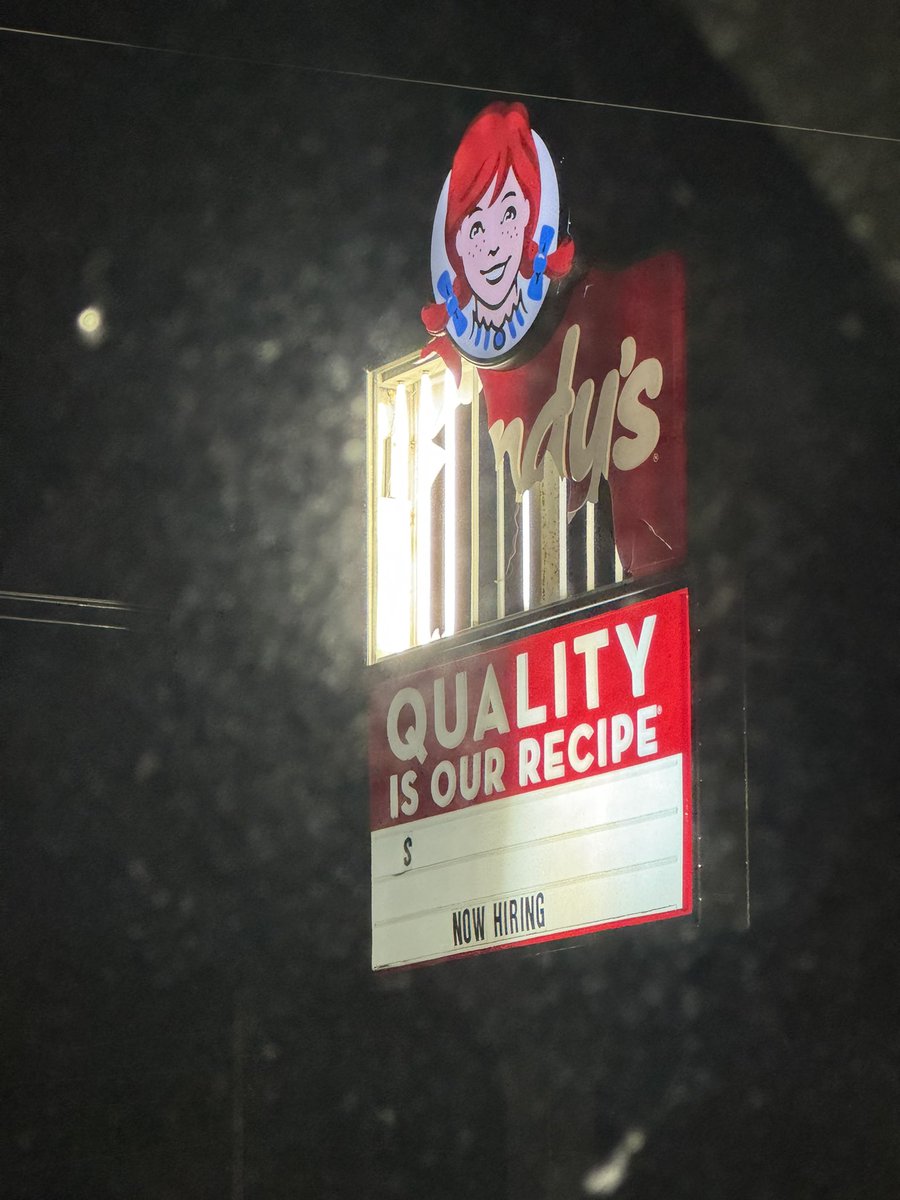 ndy's
QUALITY
IS OUR RECIPE
S
NOW HIRING